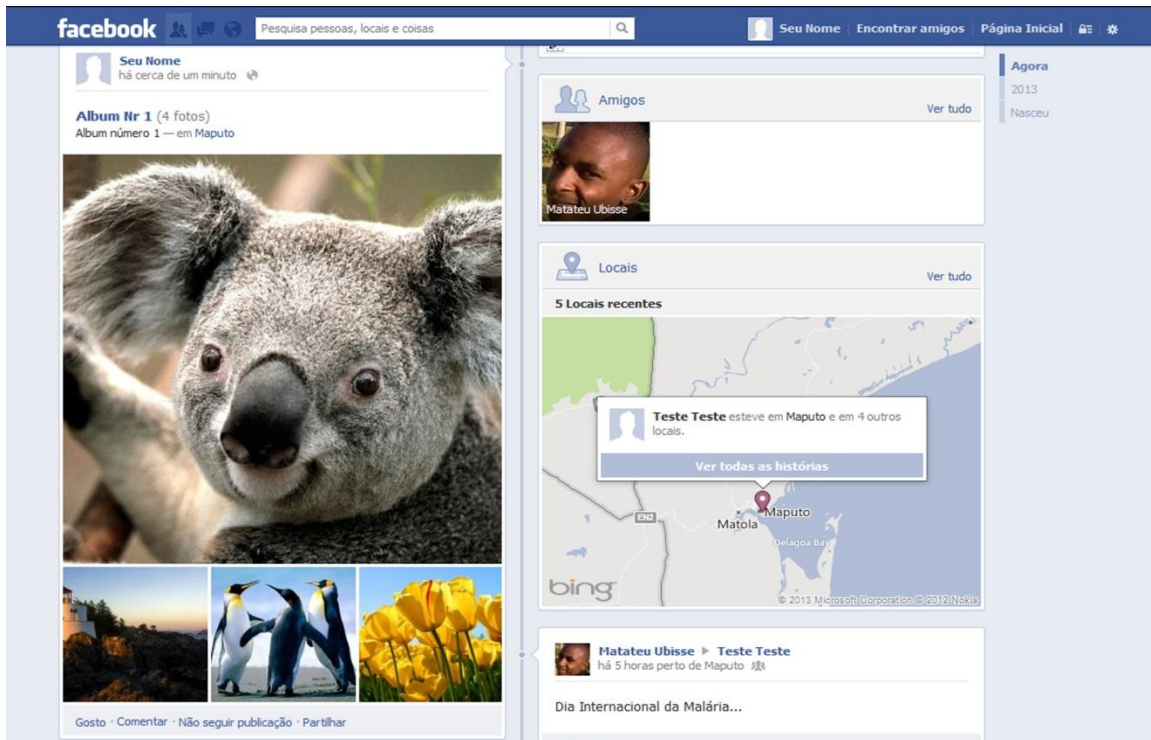 facebook
Pesquisa pessoas, locais e coisas
Seu Nome
Encontrar amigos
Página Inicial
Seu Nome
há cerca de um minuto
Album Nr 1 (4 fotos)
Album número 1 — em Maputo
Gosto · Comentar · Não seguir publicação · Partilhar
Amigos
Ver tudo
Matateu Ubisse
Locais
Ver tudo
5 Locais recentes
Teste Teste esteve em Maputo e em 4 outros
locais.
Ver todas as histórias
EN2
Maputo
Matola
Delagoa Bay
bing
© 2013 Microsoft Corporation © 2012 Nokia
Matateu Ubisse ▶ Teste Teste
há 5 horas perto de Maputo
Dia Internacional da Malária...
Agora
2013
Nasceu